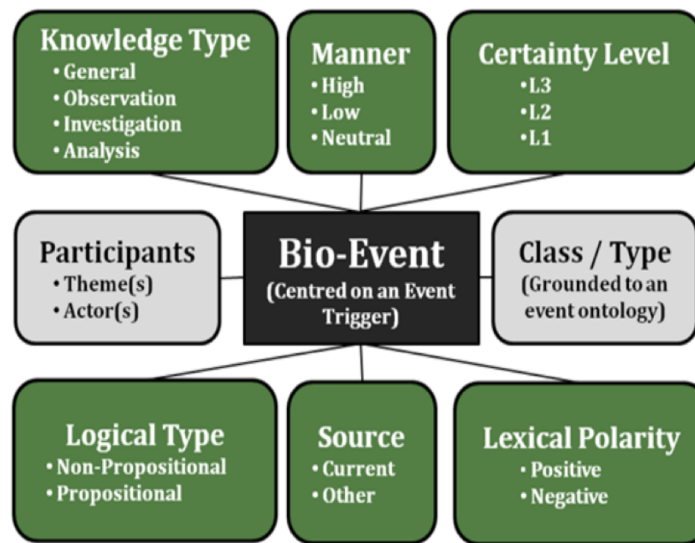 Knowledge Type
• General
• Observation
• Investigation
• Analysis
Manner
• High
• Low
• Neutral
Certainty Level
• L3
• L2
• L1
Participants
• Theme(s)
• Actor(s)
Bio-Event
(Centred on an Event
Trigger)
Class / Type
(Grounded to an
event ontology)
Logical Type
• Non-Propositional
• Propositional
Source
• Current
• Other
Lexical Polarity
• Positive
• Negative